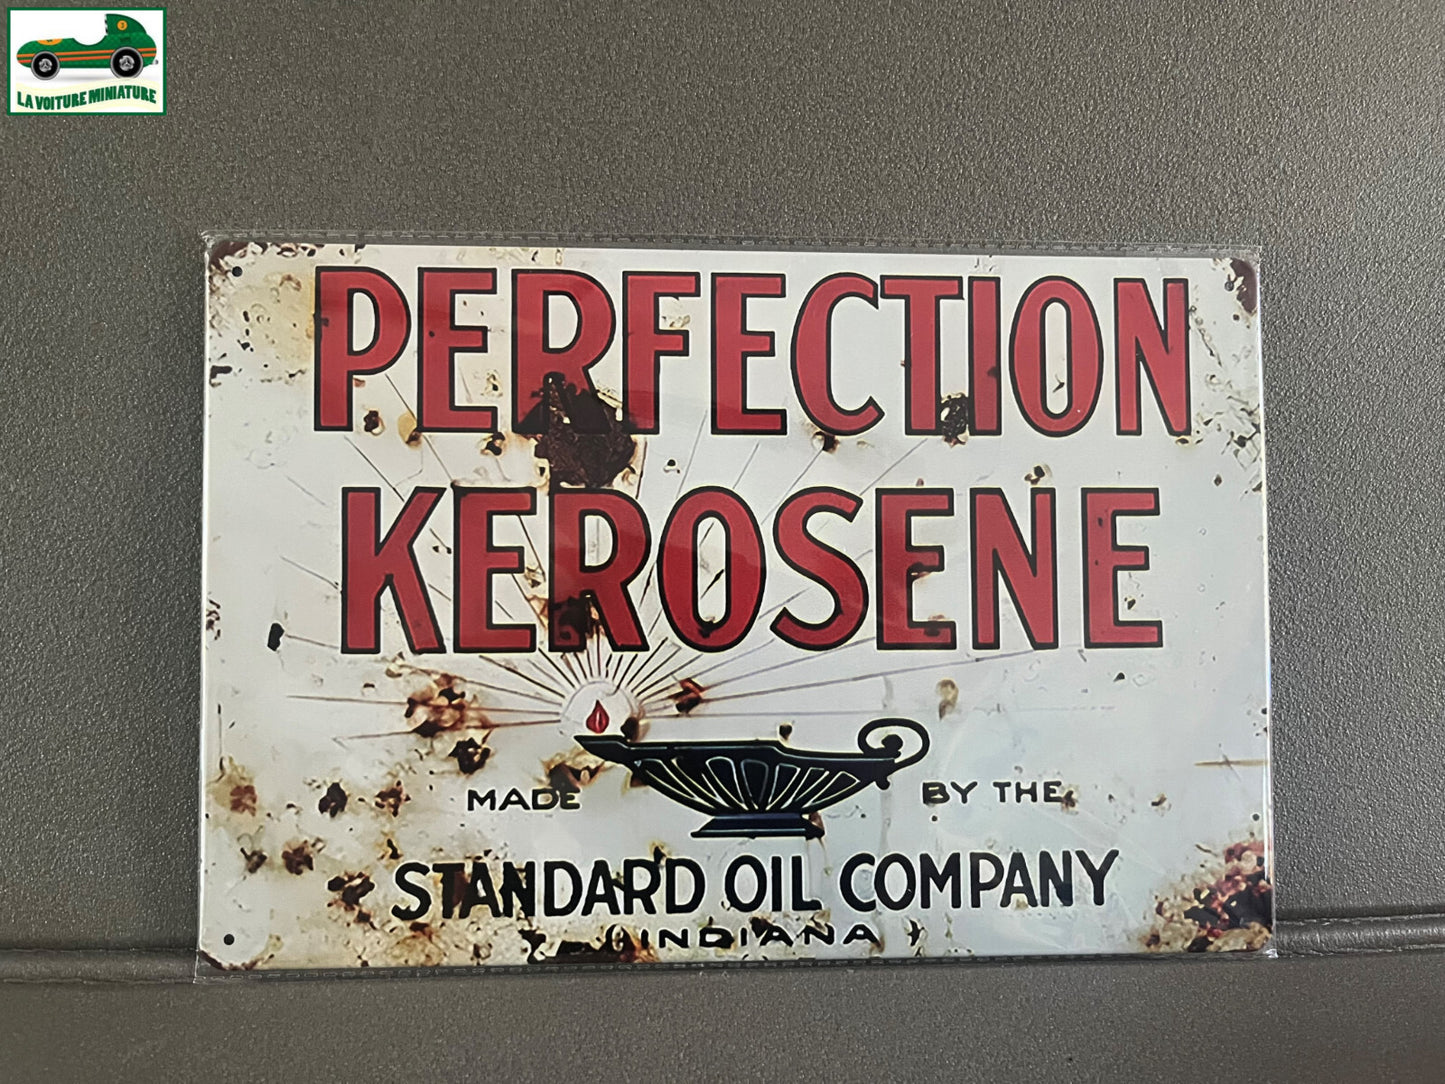 LA VOITURE MINIATURE
PERFECTION
KEROSENE
MADE BY THE
STANDARD OIL COMPANY
(INDIANA)